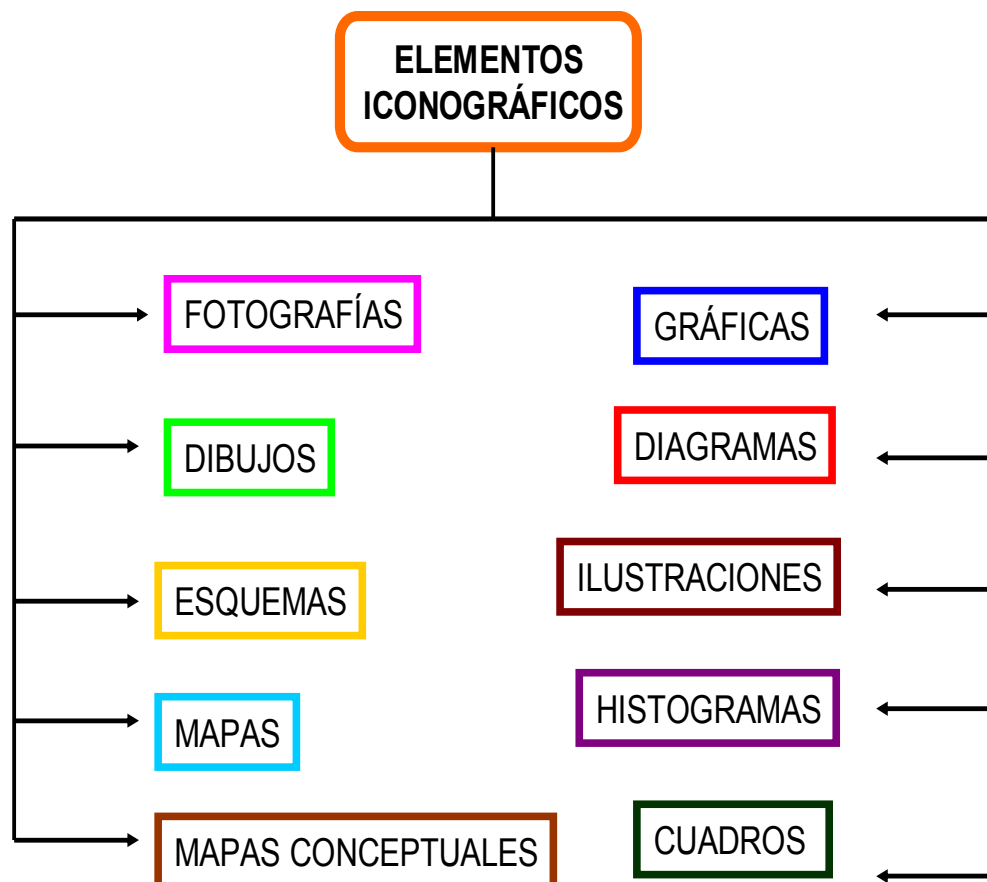 ELEMENTOS
ICONOGRÁFICOS
FOTOGRAFÍAS
GRÁFICAS
DIBUJOS
DIAGRAMAS
ESQUEMAS
ILUSTRACIONES
MAPAS
HISTOGRAMAS
MAPAS CONCEPTUALES
CUADROS